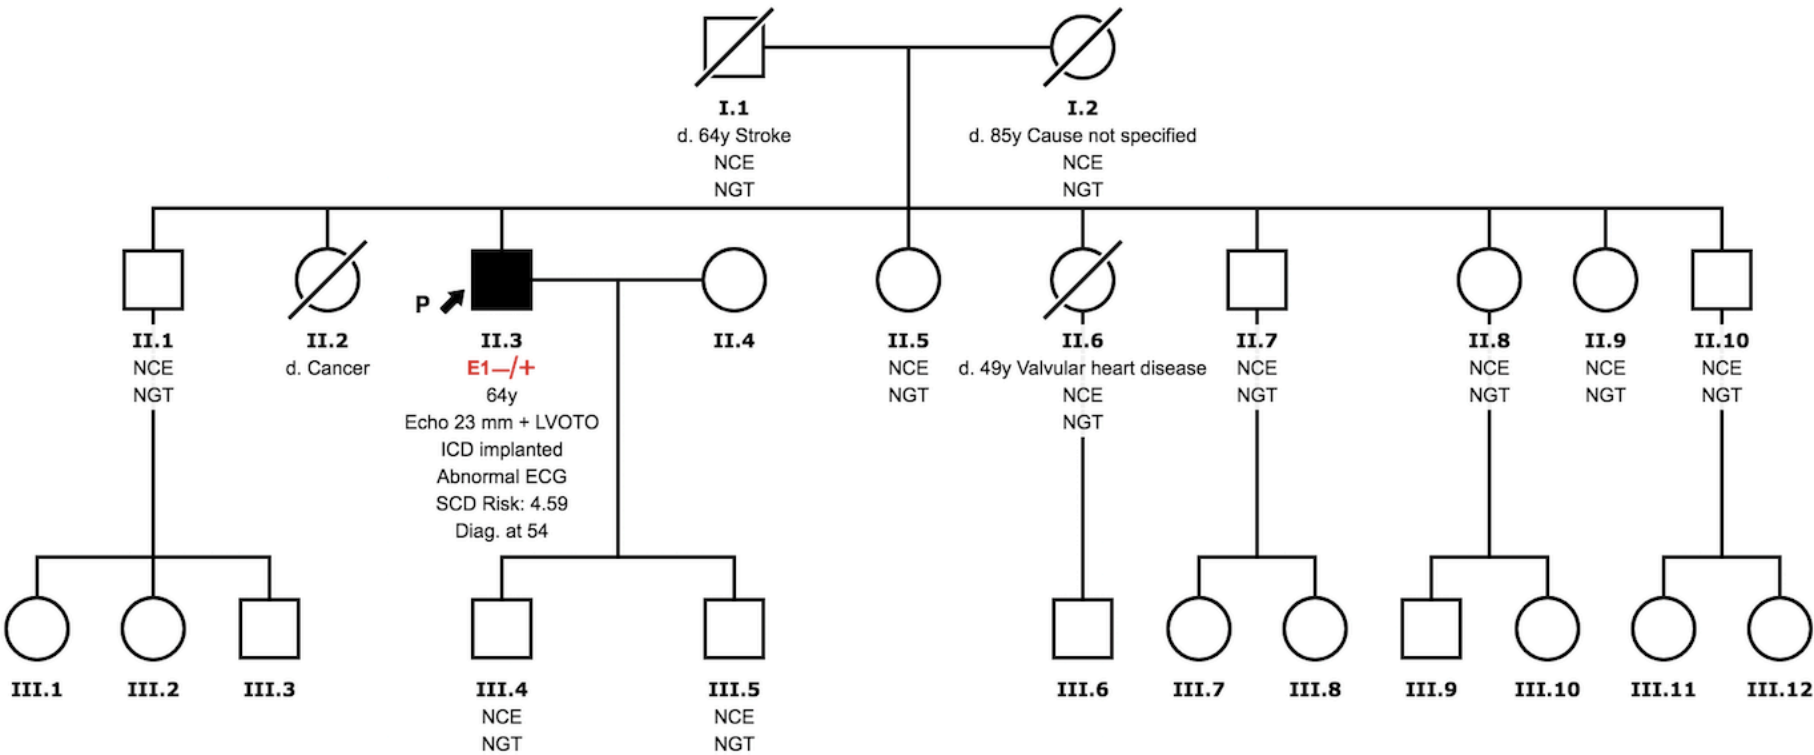 I.1
d. 64y Stroke
NCE
NGT
I.2
d. 85y Cause not specified
NCE
NGT
II.1
NCE
NGT
II.2
d. Cancer
P
II.3
E1—/+
64y
Echo 23 mm + LVOTO
ICD implanted
Abnormal ECG
SCD Risk: 4.59
Diag. at 54
II.4
II.5
NCE
NGT
II.6
d. 49y Valvular heart disease
NCE
NGT
II.7
NCE
NGT
II.8
NCE
NGT
II.9
NCE
NGT
II.10
NCE
NGT
III.1
III.2
III.3
III.4
NCE
NGT
III.5
NCE
NGT
III.6
III.7
III.8
III.9
III.10
III.11
III.12